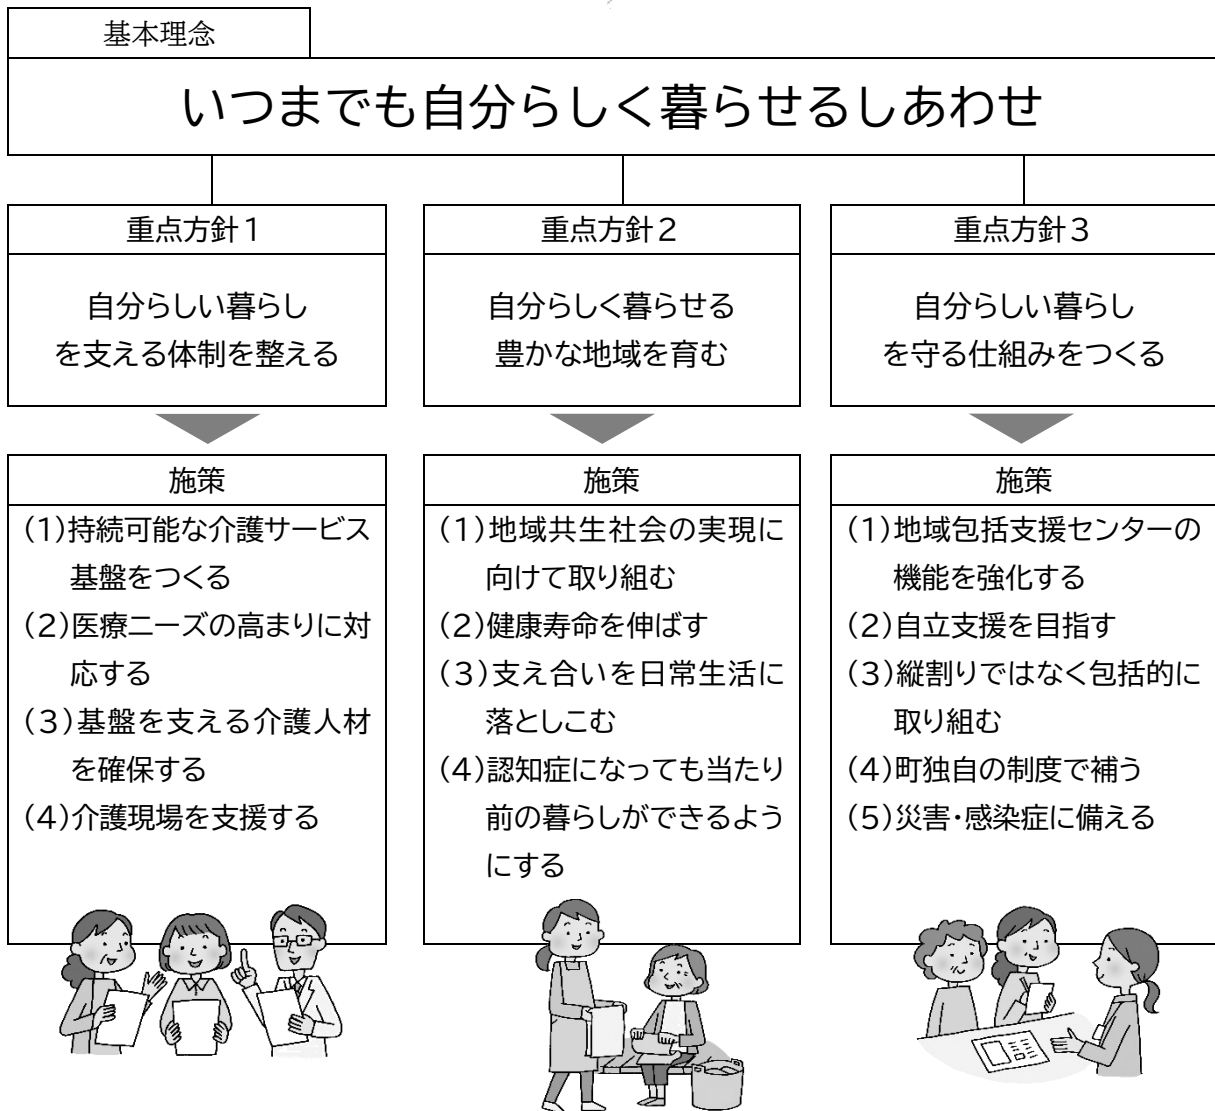 基本理念
いつまでも自分らしく暮らせるしあわせ
重点方針1
自分らしい暮らし
を支える体制を整える
重点方針2
自分らしく暮らせる
豊かな地域を育む
重点方針3
自分らしい暮らし
を守る仕組みをつくる
施策
(1)持続可能な介護サービス
基盤をつくる
(2)医療ニーズの高まりに対
応する
(3)基盤を支える介護人材
を確保する
(4)介護現場を支援する
施策
(1)地域共生社会の実現に
向けて取り組む
(2)健康寿命を伸ばす
(3)支え合いを日常生活に
落としこむ
(4)認知症になっても当たり
前の暮らしができるよう
にする
施策
(1)地域包括支援センターの
機能を強化する
(2)自立支援を目指す
(3)縦割りではなく包括的に
取り組む
(4)町独自の制度で補う
(5)災害・感染症に備える